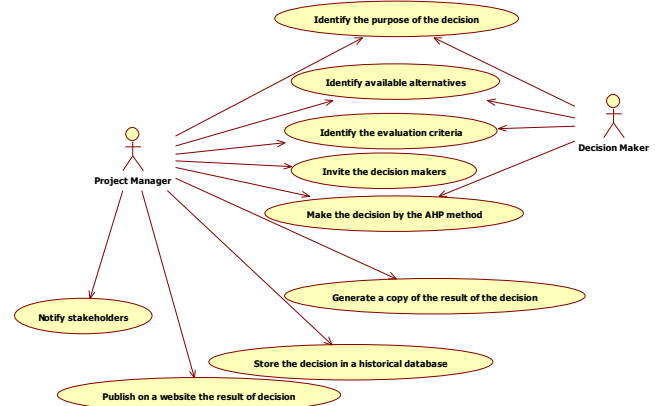 Identify the purpose of the decision
Identify available alternatives
Identify the evaluation criteria
Decision Maker
Invite the decision makers
Project Manager
Make the decision by the AHP method
Generate a copy of the result of the decision
Notify stakeholders
Store the decision in a historical database
Publish on a website the result of decision